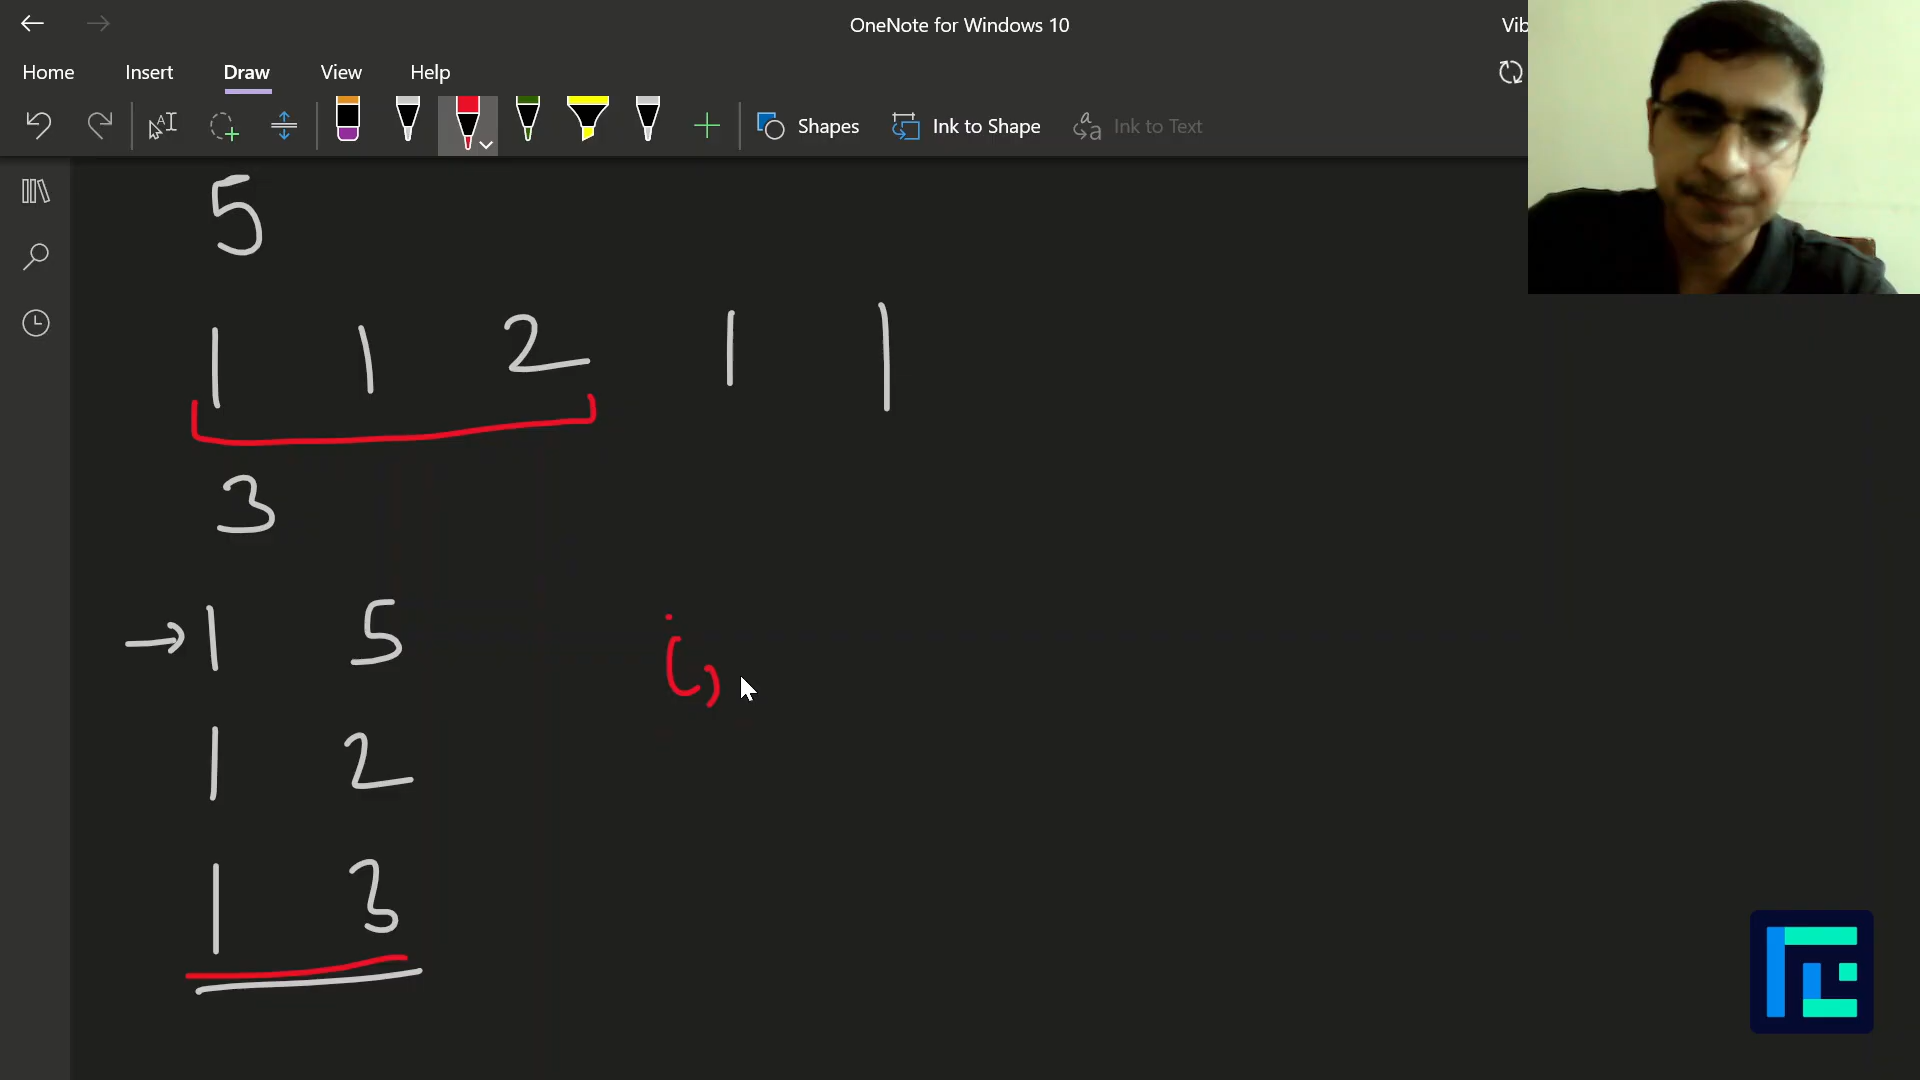 OneNote for Windows 10
Vib
Home Insert Draw View Help
Shapes Ink to Shape Ink to Text
5
1 1 2 1 1
3
→ 1 5
i,
1 2
1 3